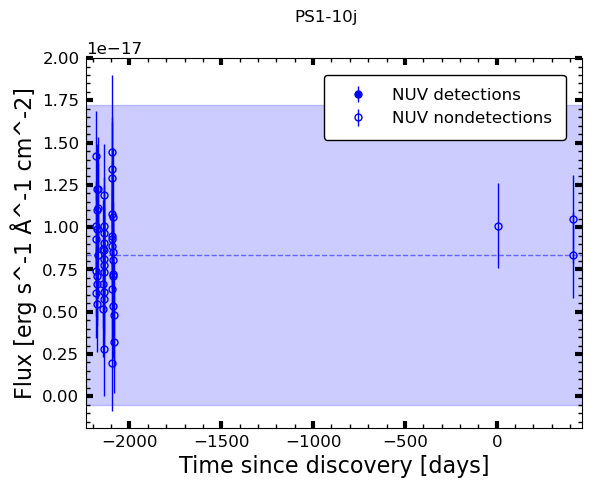 PS1-10j
1e−17
2.00
1.75
1.50
1.25
1.00
0.75
0.50
0.25
0.00
Flux [erg s^-1 Å^-1 cm^-2]
NUV detections
NUV nondetections
−2000 −1500 −1000 −500 0
Time since discovery [days]